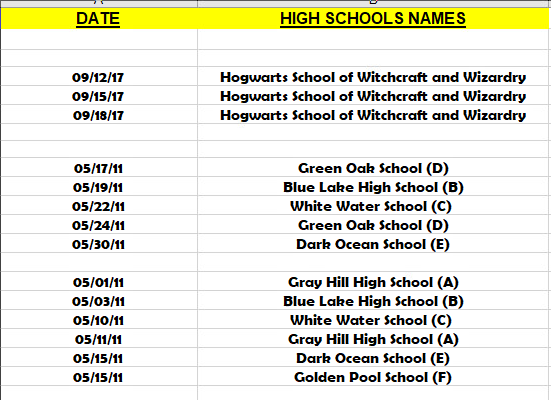 DATE HIGH SCHOOLS NAMES
09/12/17 Hogwarts School of Witchcraft and Wizardry
09/15/17 Hogwarts School of Witchcraft and Wizardry
09/18/17 Hogwarts School of Witchcraft and Wizardry
05/17/11 Green Oak School (D)
05/19/11 Blue Lake High School (B)
05/22/11 White Water School (C)
05/24/11 Green Oak School (D)
05/30/11 Dark Ocean School (E)
05/01/11 Gray Hill High School (A)
05/03/11 Blue Lake High School (B)
05/10/11 White Water School (C)
05/11/11 Gray Hill High School (A)
05/15/11 Dark Ocean School (E)
05/15/11 Golden Pool School (F)